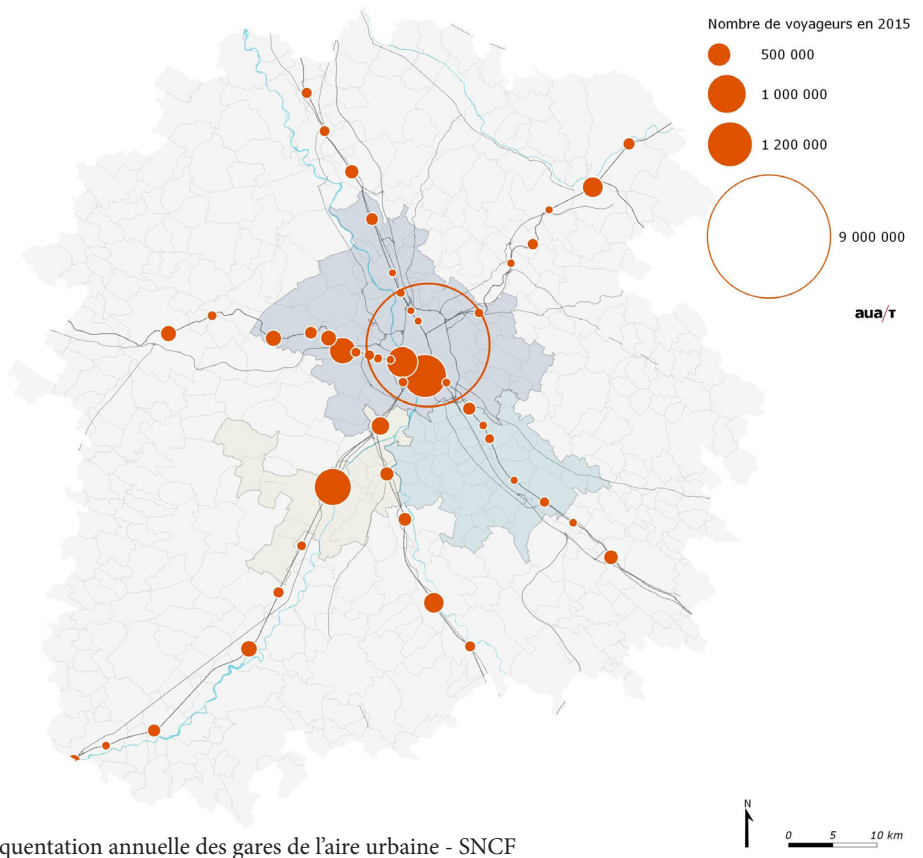 Nombre de voyageurs en 2015
500 000
1 000 000
1 200 000
9 000 000
aua/T
N
0 5 10 km
quentation annuelle des gares de l'aire urbaine - SNCF